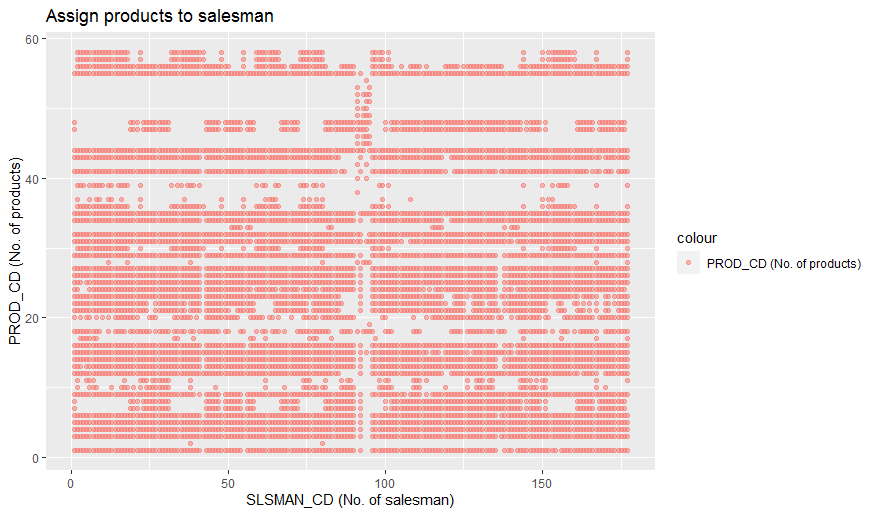 Assign products to salesman
60
40
20
0
PROD_CD (No. of products)
0
50
100
150
SLSMAN_CD (No. of salesman)
colour
PROD_CD (No. of products)